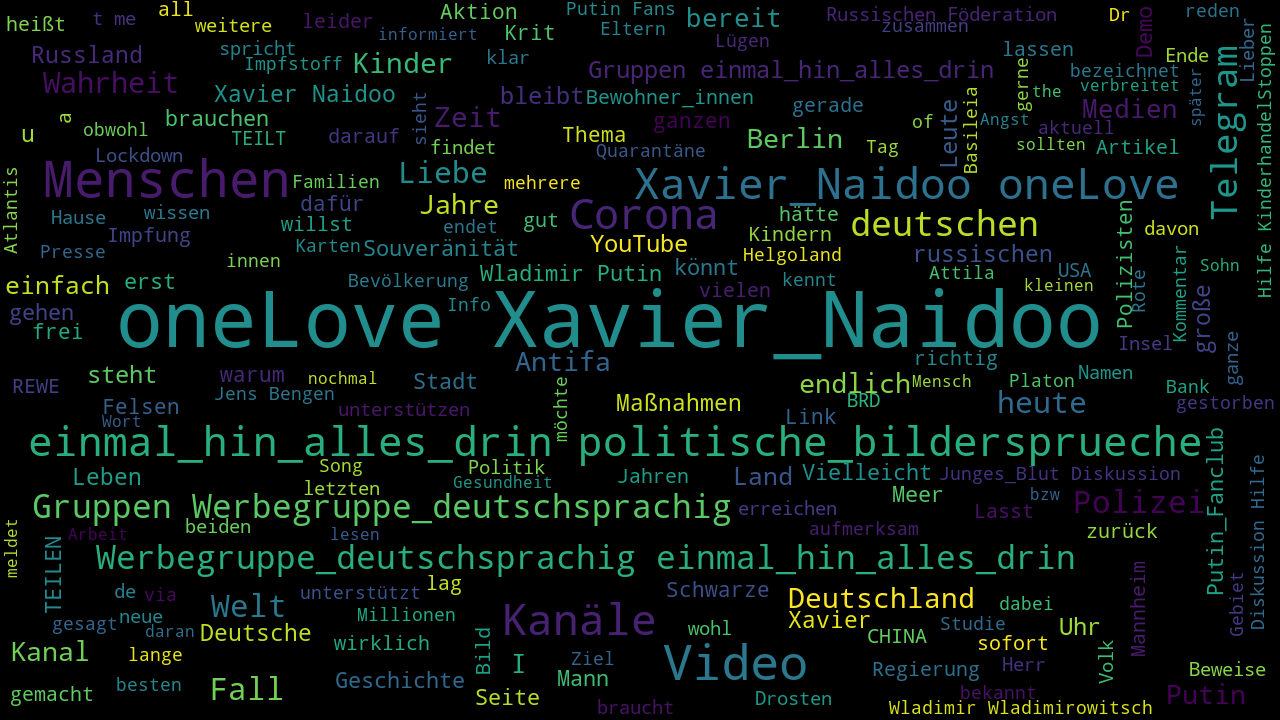 all
Aktion
Putin Fans
Russischen Föderation
Dr
reden
heißt
t me
weitere
leider
informiert
Krit
Eltern
bereit
zusammen
Demo
Lieber
Russland
spricht
Impfstoff
Kinder
klar
Lügen
lassen
Ende
Wahrheit
Gruppen einmal_hin_alles_drin
gerne
bezeichnet
verbreitet
später
Telegram
Hilfe KinderhandelStoppen
Xavier Naidoo
sieht
bleibt
Bewohner_innen
gerade
the
Medien
a
brauchen
Zeit
ganzen
of
Leute
Basileia
Angst
aktuell
u
obwohl
TEILT
darauf
findet
Thema
Berlin
Tag
sollten
Artikel
Lockdown
Quarantäne
Menschen
Familien
Liebe
mehrere
Xavier_Naidoo oneLove
Atlantis
Hause
wissen
dafür
Jahre
Corona
hätte
deutschen
Polizisten
davon
Impfung
willst
endet
gut
Kindern
Presse
Karten
Souveränität
YouTube
Helgoland
russischen
Kommentar
innen
Wladimir Putin
könnt
Attila
USA
Rote
Sohn
einfach
erst
Bevölkerung
vielen
kennt
kleinen
gehen
Info
große
frei
oneLove Xavier_Naidoo
Insel
ganze
Antifa
richtig
REWE
steht
warum
nochmal
Stadt
endlich
Mensch
Platon
Namen
Bank
Jens Bengen
möchte
BRD
Felsen
unterstützen
Maßnahmen
Link
heute
gestorben
Wort
einmal_hin_alles_drin politische_bildersprueche
Leben
Song
Politik
Jahren
Land
Vielleicht
Junges_Blut Diskussion
Putin_Fanclub
Diskussion Hilfe
letzten
Gesundheit
Meer
bzw
Gruppen Werbegruppe_deutschsprachig
erreichen
Lasst
Polizei
meldet
Arbeit
beiden
lesen
aufmerksam
zurück
TEILEN
Werbegruppe_deutschsprachig einmal_hin_alles_drin
Mannheim
Gebiet
de
via
unterstützt
lag
Schwarze
Deutschland
dabei
neue
Welt
Millionen
Kanäle
Xavier
gesagt
daran
Deutsche
wirklich
wohl
CHINA
Studie
Uhr
Kanal
lange
Bild
I
Ziel
Video
sofort
Volk
Geschichte
Mann
Regierung
Herr
Beweise
gemacht
besten
Fall
Seite
braucht
Drosten
bekannt
Putin
Wladimir Wladimirowitsch